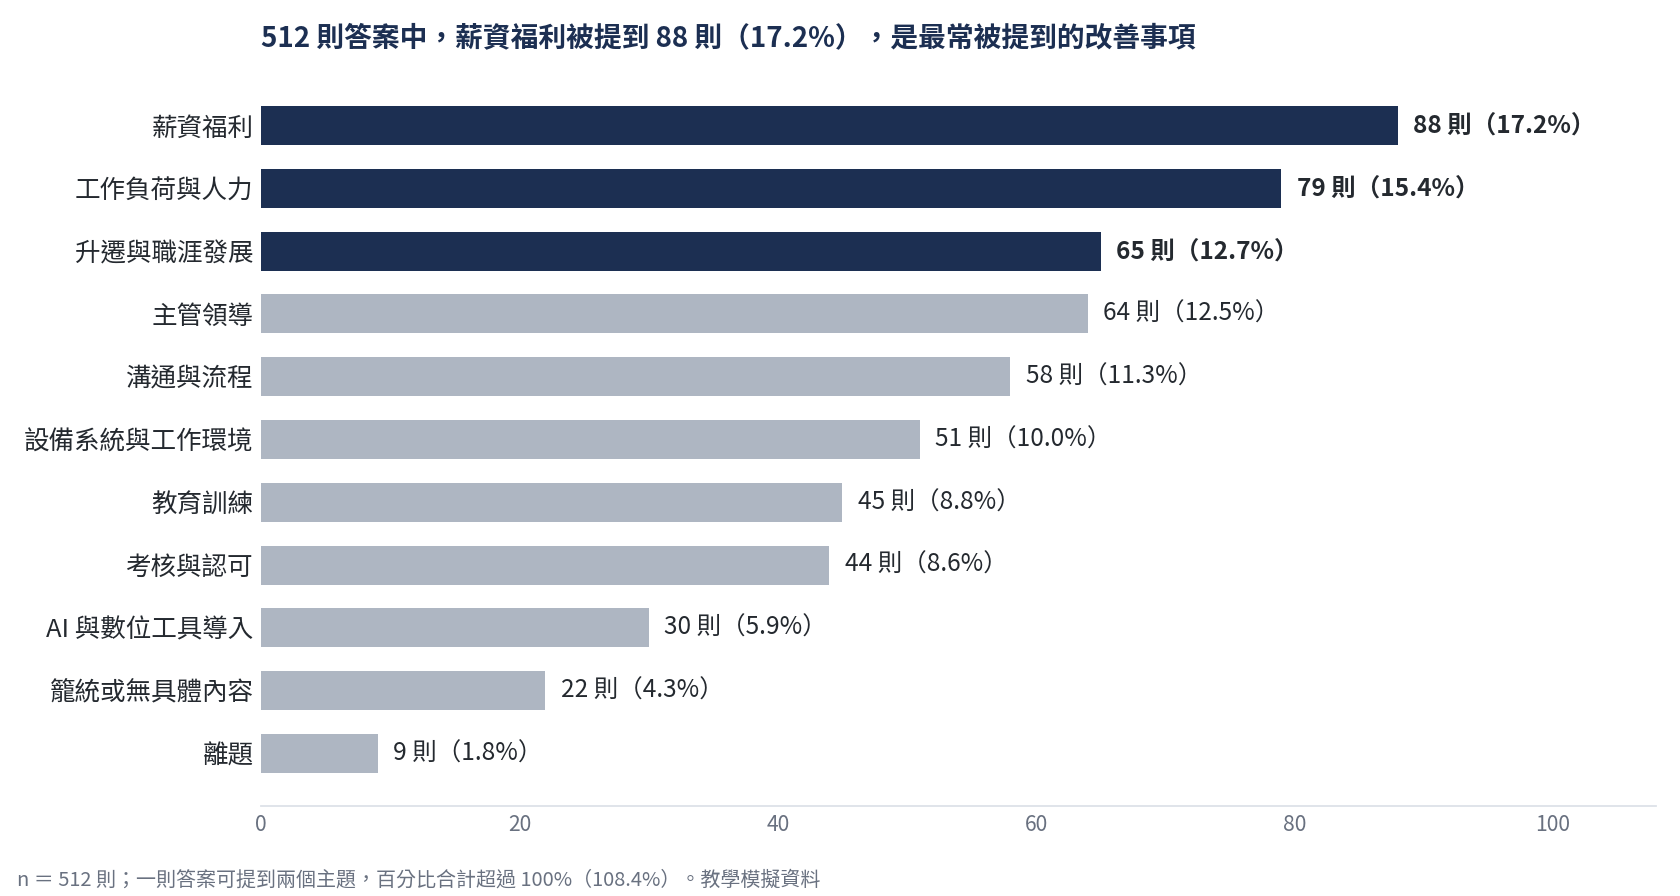 512 則答案中，薪資福利被提到 88 則（17.2%），是最常被提到的改善事項
薪資福利 88 則（17.2%）
工作負荷與人力 79 則（15.4%）
升遷與職涯發展 65 則（12.7%）
主管領導 64 則（12.5%）
溝通與流程 58 則（11.3%）
設備系統與工作環境 51 則（10.0%）
教育訓練 45 則（8.8%）
考核與認可 44 則（8.6%）
AI 與數位工具導入 30 則（5.9%）
籠統或無具體內容 22 則（4.3%）
離題 9 則（1.8%）
0 20 40 60 80 100
n ＝ 512 則；一則答案可提到兩個主題，百分比合計超過 100%（108.4%）。教學模擬資料